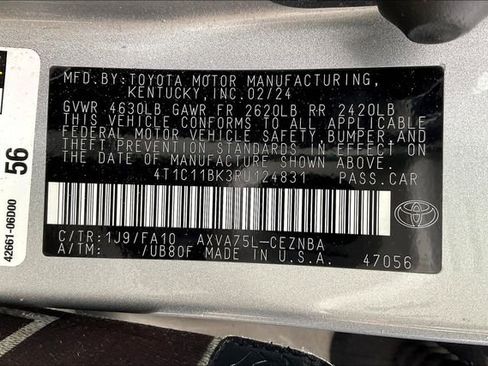 MFD.BY:TOYOTA MOTOR MANUFACTURING,
KENTUCKY,INC.02/24
GVWR 4630LB GAWR FR 2620LB RR 2420LB
THIS VEHICLE CONFORMS TO ALL APPLICABLE
FEDERAL MOTOR VEHICLE SAFETY,BUMPER,AND
THEFT PREVENTION STANDARDS IN EFFECT ON
THE DATE OF MANUFACTURE SHOWN ABOVE.
4T1C11BK3RU124831
PASS.CAR
C/TR:1J9/FA10 AXVA75L-CEZNBA
A/TM: /UB80F MADE IN U.S.A. 47056
42661-06D00
56